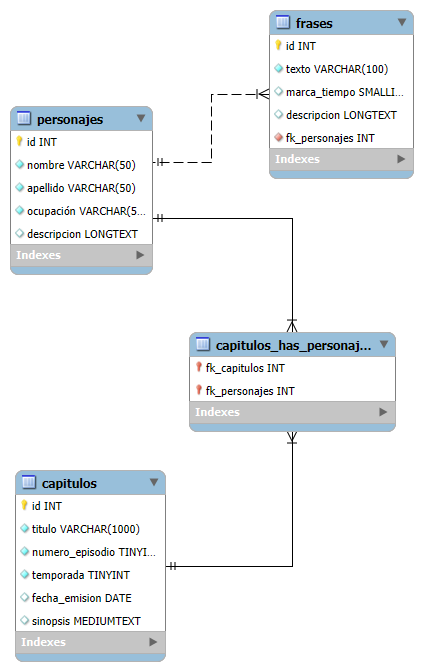 frases
id INT
texto VARCHAR(100)
marca_tiempo SMALLI...
descripcion LONGTEXT
fk_personajes INT
Indexes
personajes
id INT
nombre VARCHAR(50)
apellido VARCHAR(50)
ocupación VARCHAR(5...
descripcion LONGTEXT
Indexes
capitulos_has_personaj...
fk_capitulos INT
fk_personajes INT
Indexes
capitulos
id INT
titulo VARCHAR(1000)
numero_episodio TINYI...
temporada TINYINT
fecha_emision DATE
sinopsis MEDIUMTEXT
Indexes